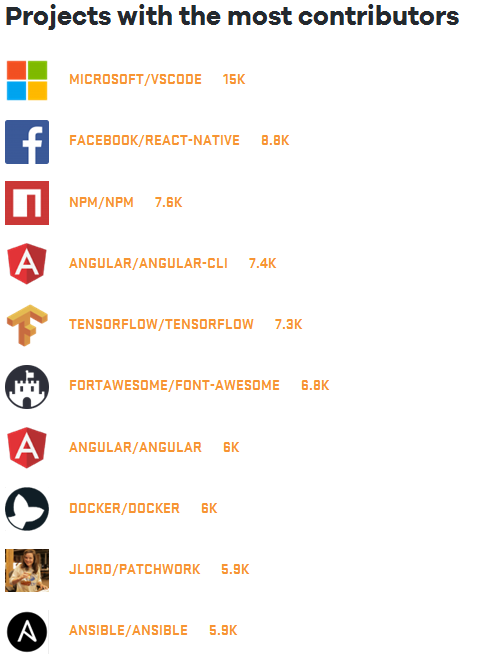 Projects with the most contributors
MICROSOFT/VSCODE 15K
FACEBOOK/REACT-NATIVE 8.8K
NPM/NPM 7.6K
ANGULAR/ANGULAR-CLI 7.4K
TENSORFLOW/TENSORFLOW 7.3K
FORTAWESOME/FONT-AWESOME 6.8K
ANGULAR/ANGULAR 6K
DOCKER/DOCKER 6K
JLORD/PATCHWORK 5.9K
ANSIBLE/ANSIBLE 5.9K